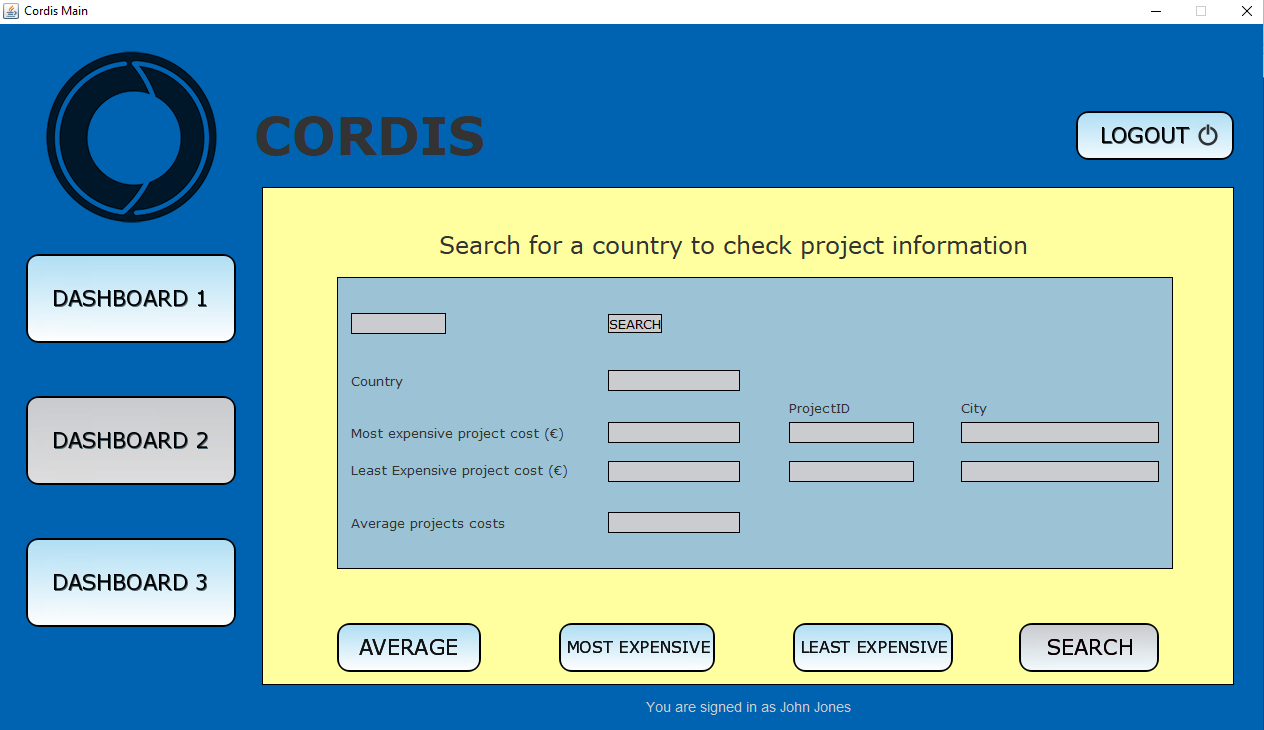 Cordis Main
CORDIS
LOGOUT
DASHBOARD 1
DASHBOARD 2
DASHBOARD 3
Search for a country to check project information
SEARCH
Country
ProjectID City
Most expensive project cost (€)
Least Expensive project cost (€)
Average projects costs
AVERAGE MOST EXPENSIVE LEAST EXPENSIVE SEARCH
You are signed in as John Jones